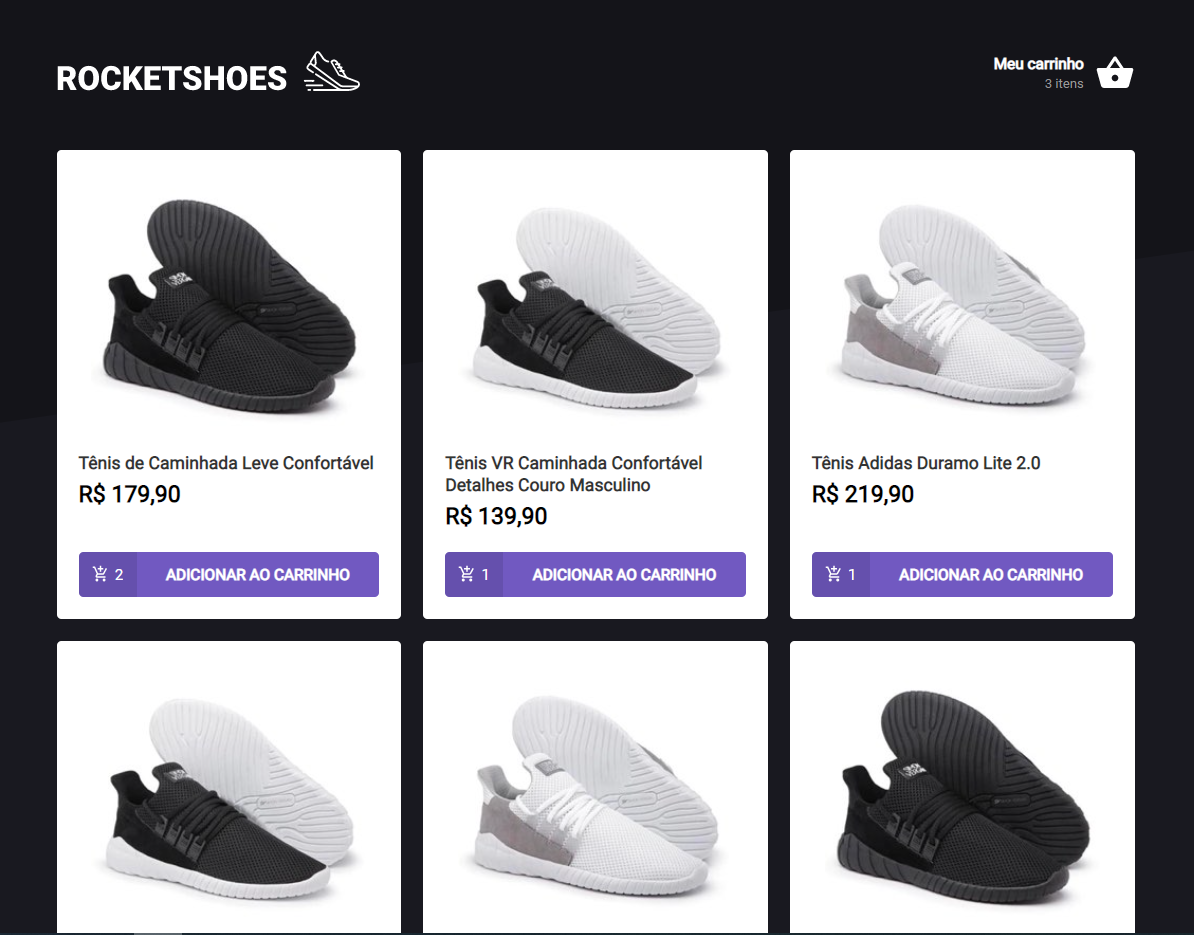 ROCKETSHOES
Meu carrinho
3 itens
Tênis de Caminhada Leve Confortável
R$ 179,90
2 ADICIONAR AO CARRINHO
Tênis VR Caminhada Confortável
Detalhes Couro Masculino
R$ 139,90
1 ADICIONAR AO CARRINHO
Tênis Adidas Duramo Lite 2.0
R$ 219,90
1 ADICIONAR AO CARRINHO